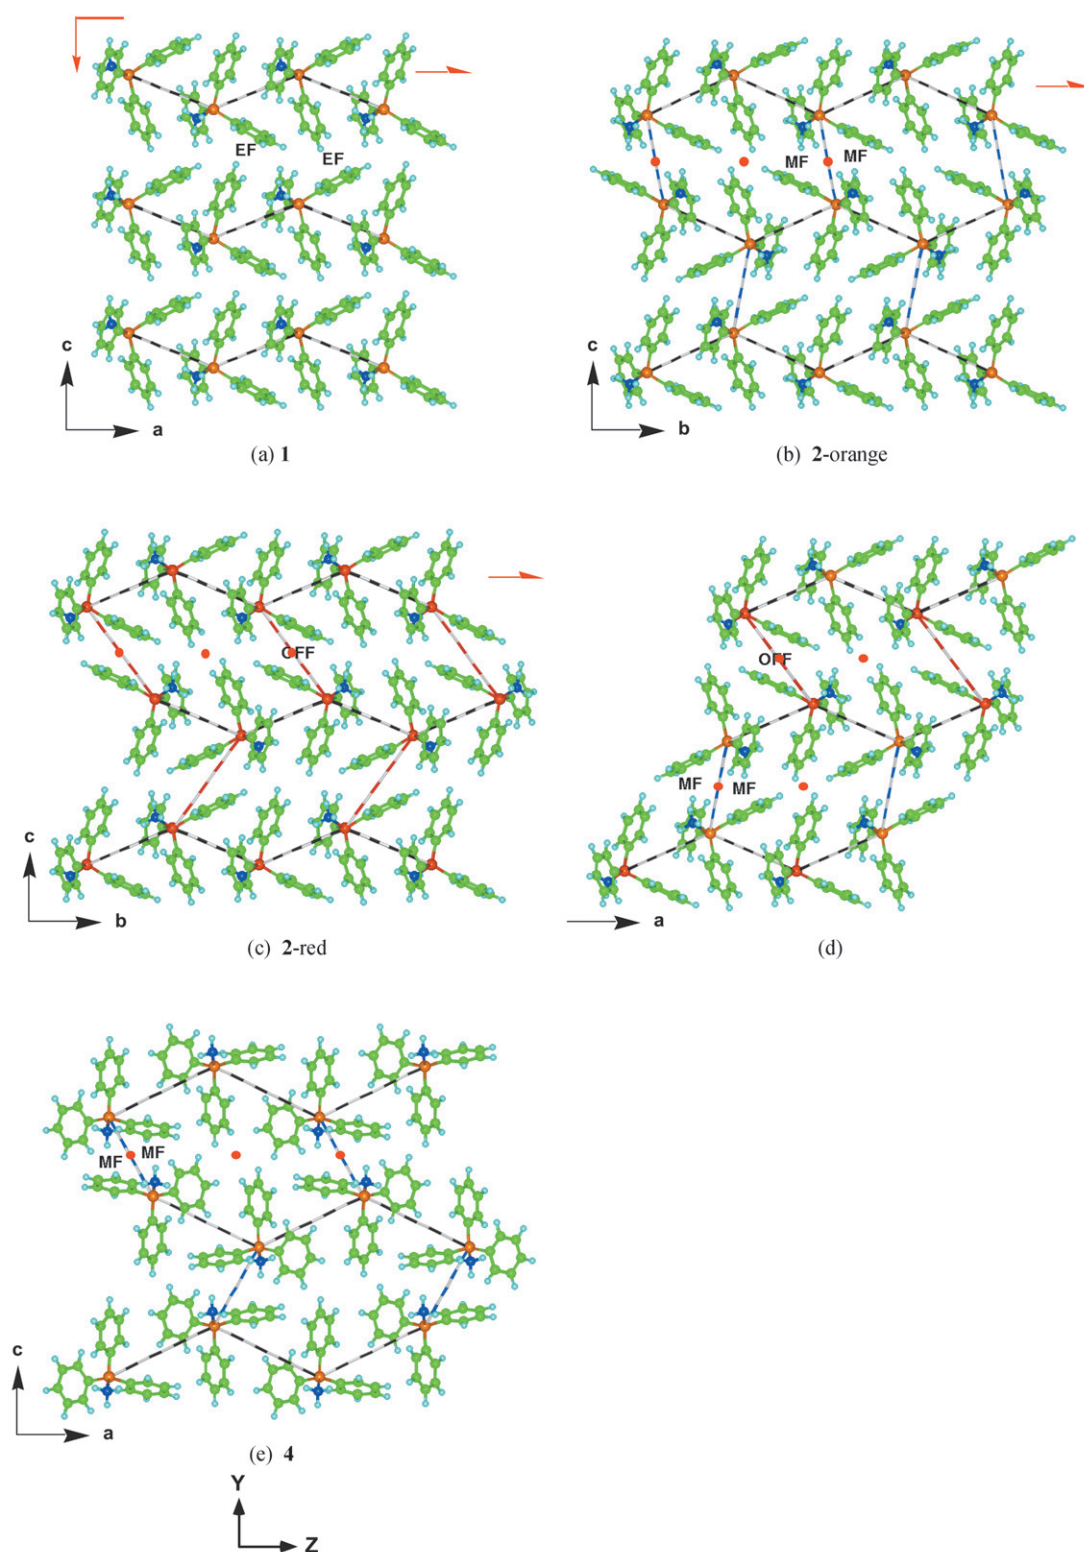 EF EF
c
a
(a) 1
MF MF
c
b
(b) 2-orange
OFF
c
b
(c) 2-red
OFF
MF MF
a
(d)
MF MF
c
a
(e) 4
Y
Z